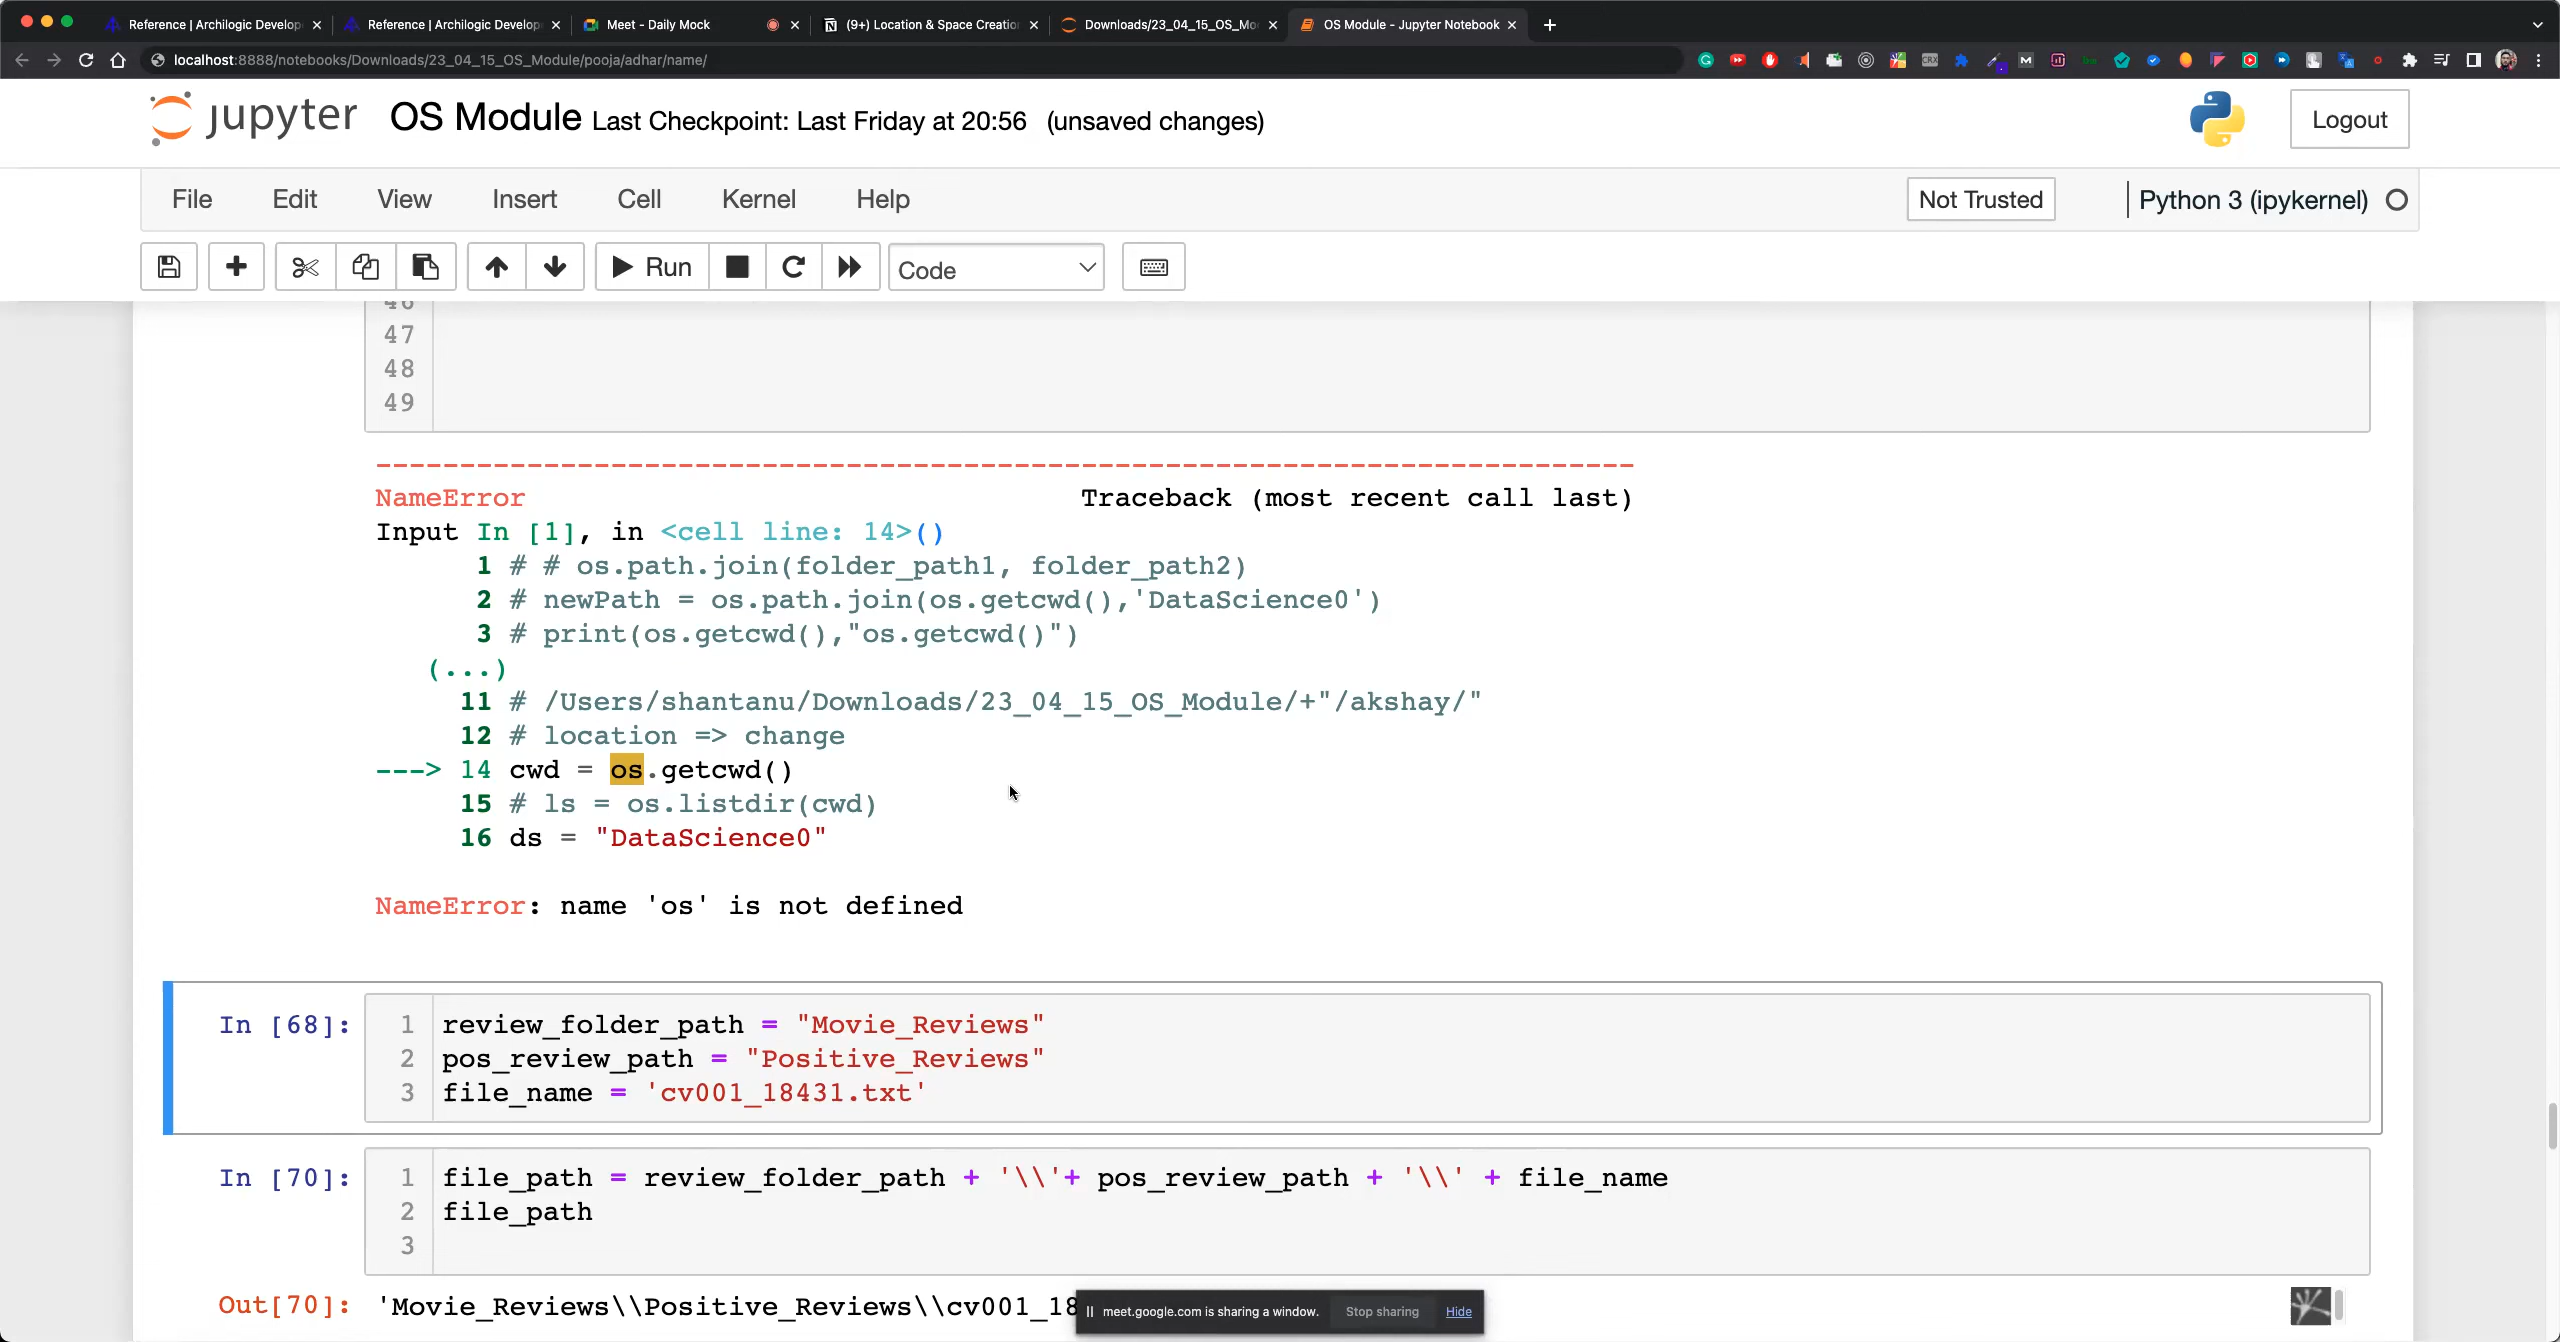 Reference | Archilogic Develop
Reference | Archilogic Develop
Meet - Daily Mock
(9+) Location & Space Creation
Downloads/23_04_15_OS_Mo
OS Module - Jupyter Notebook
localhost:8888/notebooks/Downloads/23_04_15_OS_Module/pooja/adhar/name/
jupyter OS Module Last Checkpoint: Last Friday at 20:56 (unsaved changes)
Logout
File Edit View Insert Cell Kernel Help
Not Trusted
Python 3 (ipykernel)
Run
Code
46
47
48
49
---------------------------------------------------------------------------
NameError Traceback (most recent call last)
Input In [1], in <cell line: 14>()
1 # # os.path.join(folder_path1, folder_path2)
2 # newPath = os.path.join(os.getcwd(),'DataScience0')
3 # print(os.getcwd(),"os.getcwd()")
(...)
11 # /Users/shantanu/Downloads/23_04_15_OS_Module/+"/akshay/"
12 # location => change
---> 14 cwd = os.getcwd()
15 # ls = os.listdir(cwd)
16 ds = "DataScience0"
NameError: name 'os' is not defined
In [68]:
1 review_folder_path = "Movie_Reviews"
2 pos_review_path = "Positive_Reviews"
3 file_name = 'cv001_18431.txt'
In [70]:
1 file_path = review_folder_path + '\\'+ pos_review_path + '\\' + file_name
2 file_path
3
Out[70]: 'Movie_Reviews\\Positive_Reviews\\cv001_18
meet.google.com is sharing a window. Stop sharing Hide